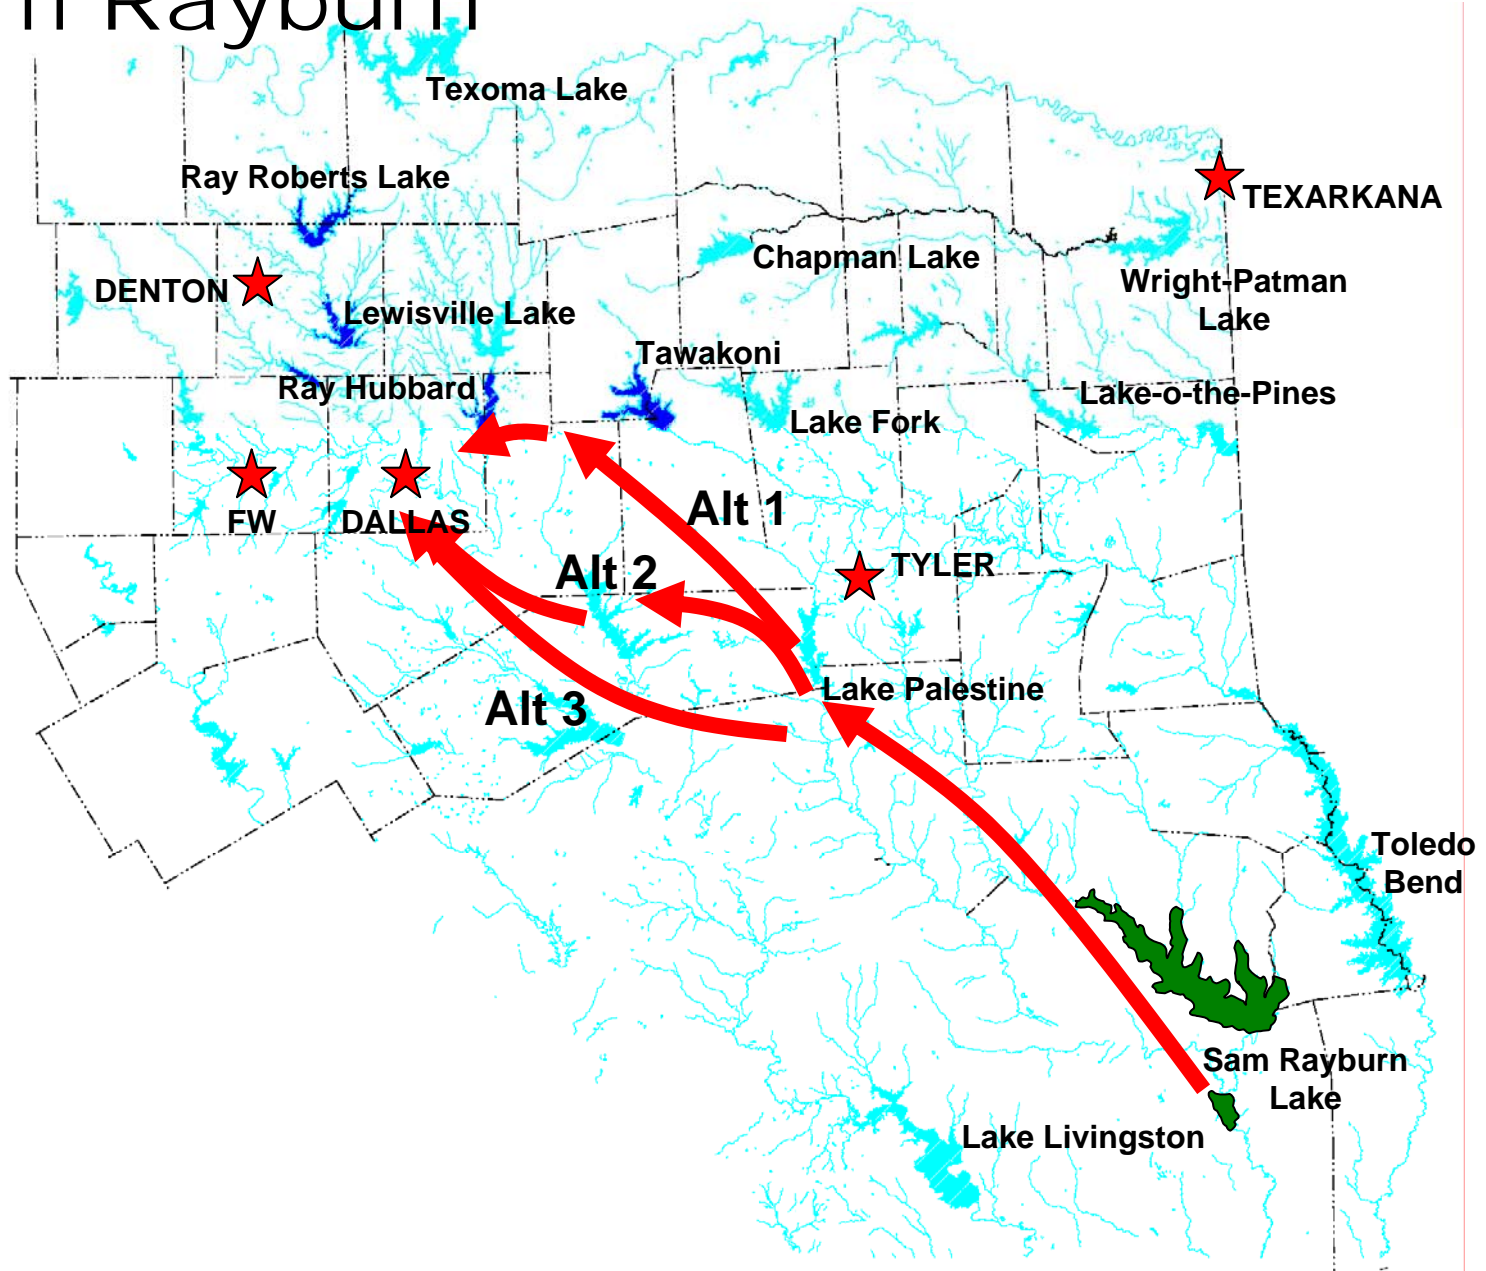 n Rayburn
Texoma Lake
Ray Roberts Lake
TEXARKANA
Chapman Lake
DENTON
Wright-Patman
Lake
Lewisville Lake
Tawakoni
Ray Hubbard
Lake-o-the-Pines
Lake Fork
Alt 1
FW
DALLAS
TYLER
Alt 2
Lake Palestine
Alt 3
Toledo
Bend
Sam Rayburn
Lake
Lake Livingston